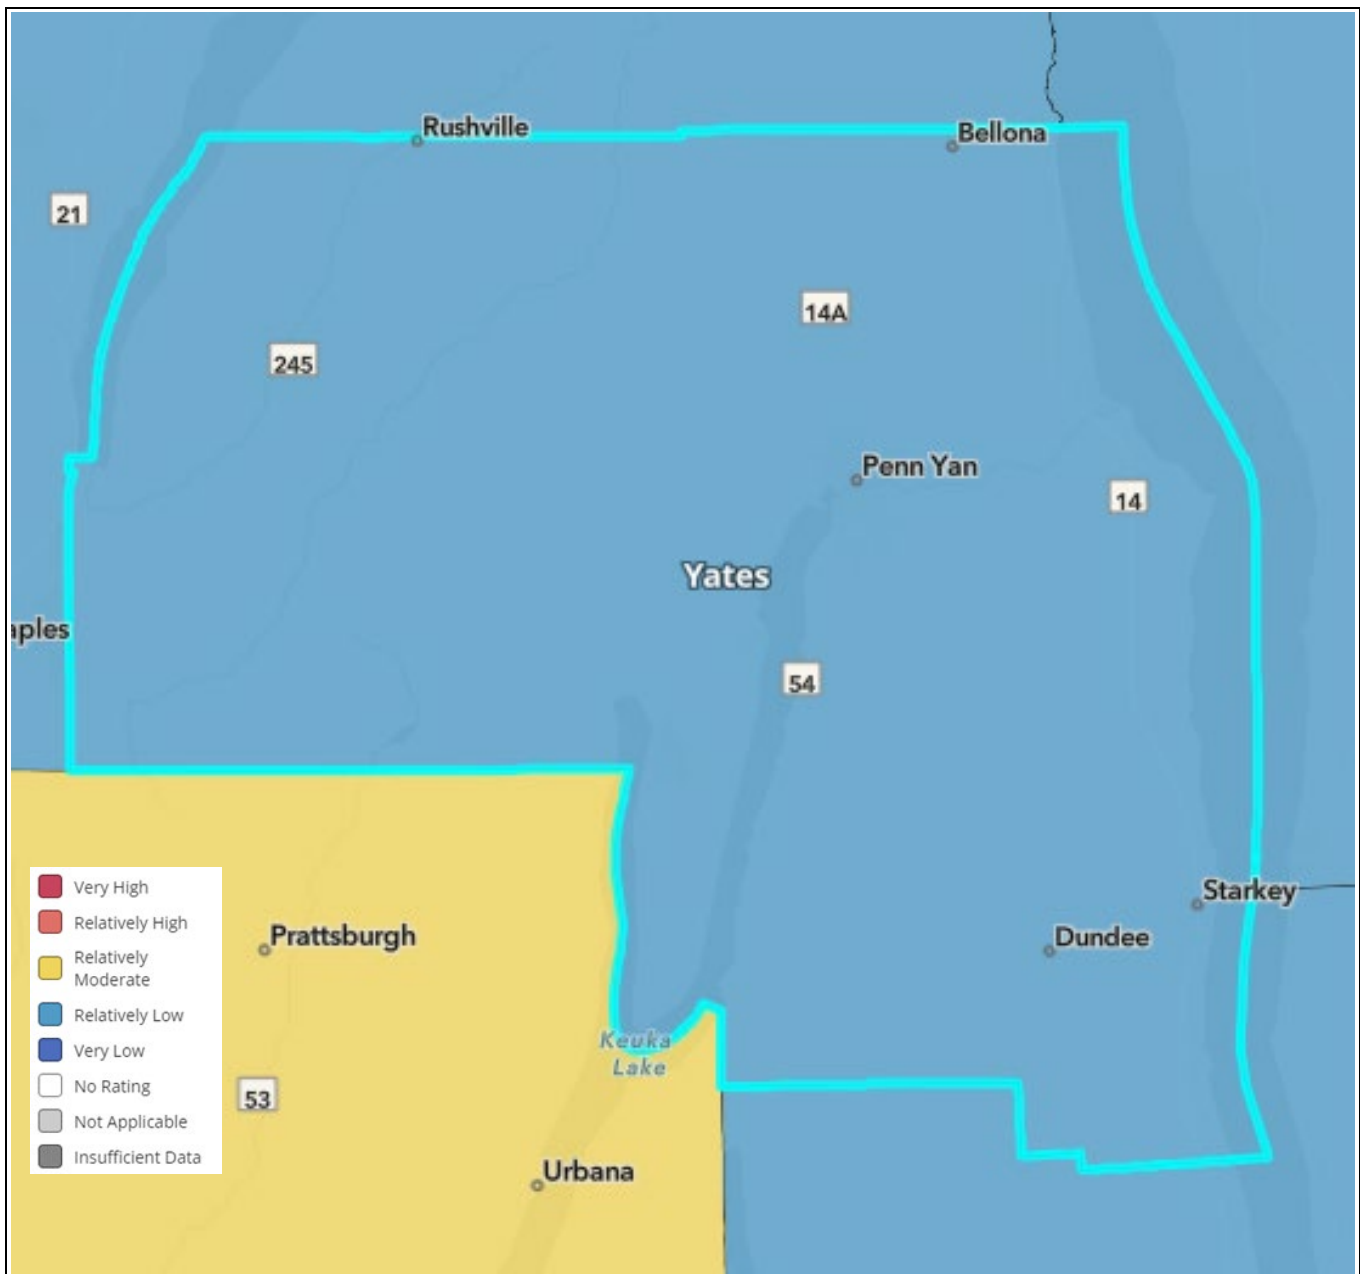 Rushville
Bellona
21
14A
245
Penn Yan
14
Yates
aples
54
Very High
Relatively High
Relatively
Moderate
Relatively Low
Very Low
No Rating
Not Applicable
Insufficient Data
Starkey
Prattsburgh
Dundee
Keuka
Lake
53
Urbana